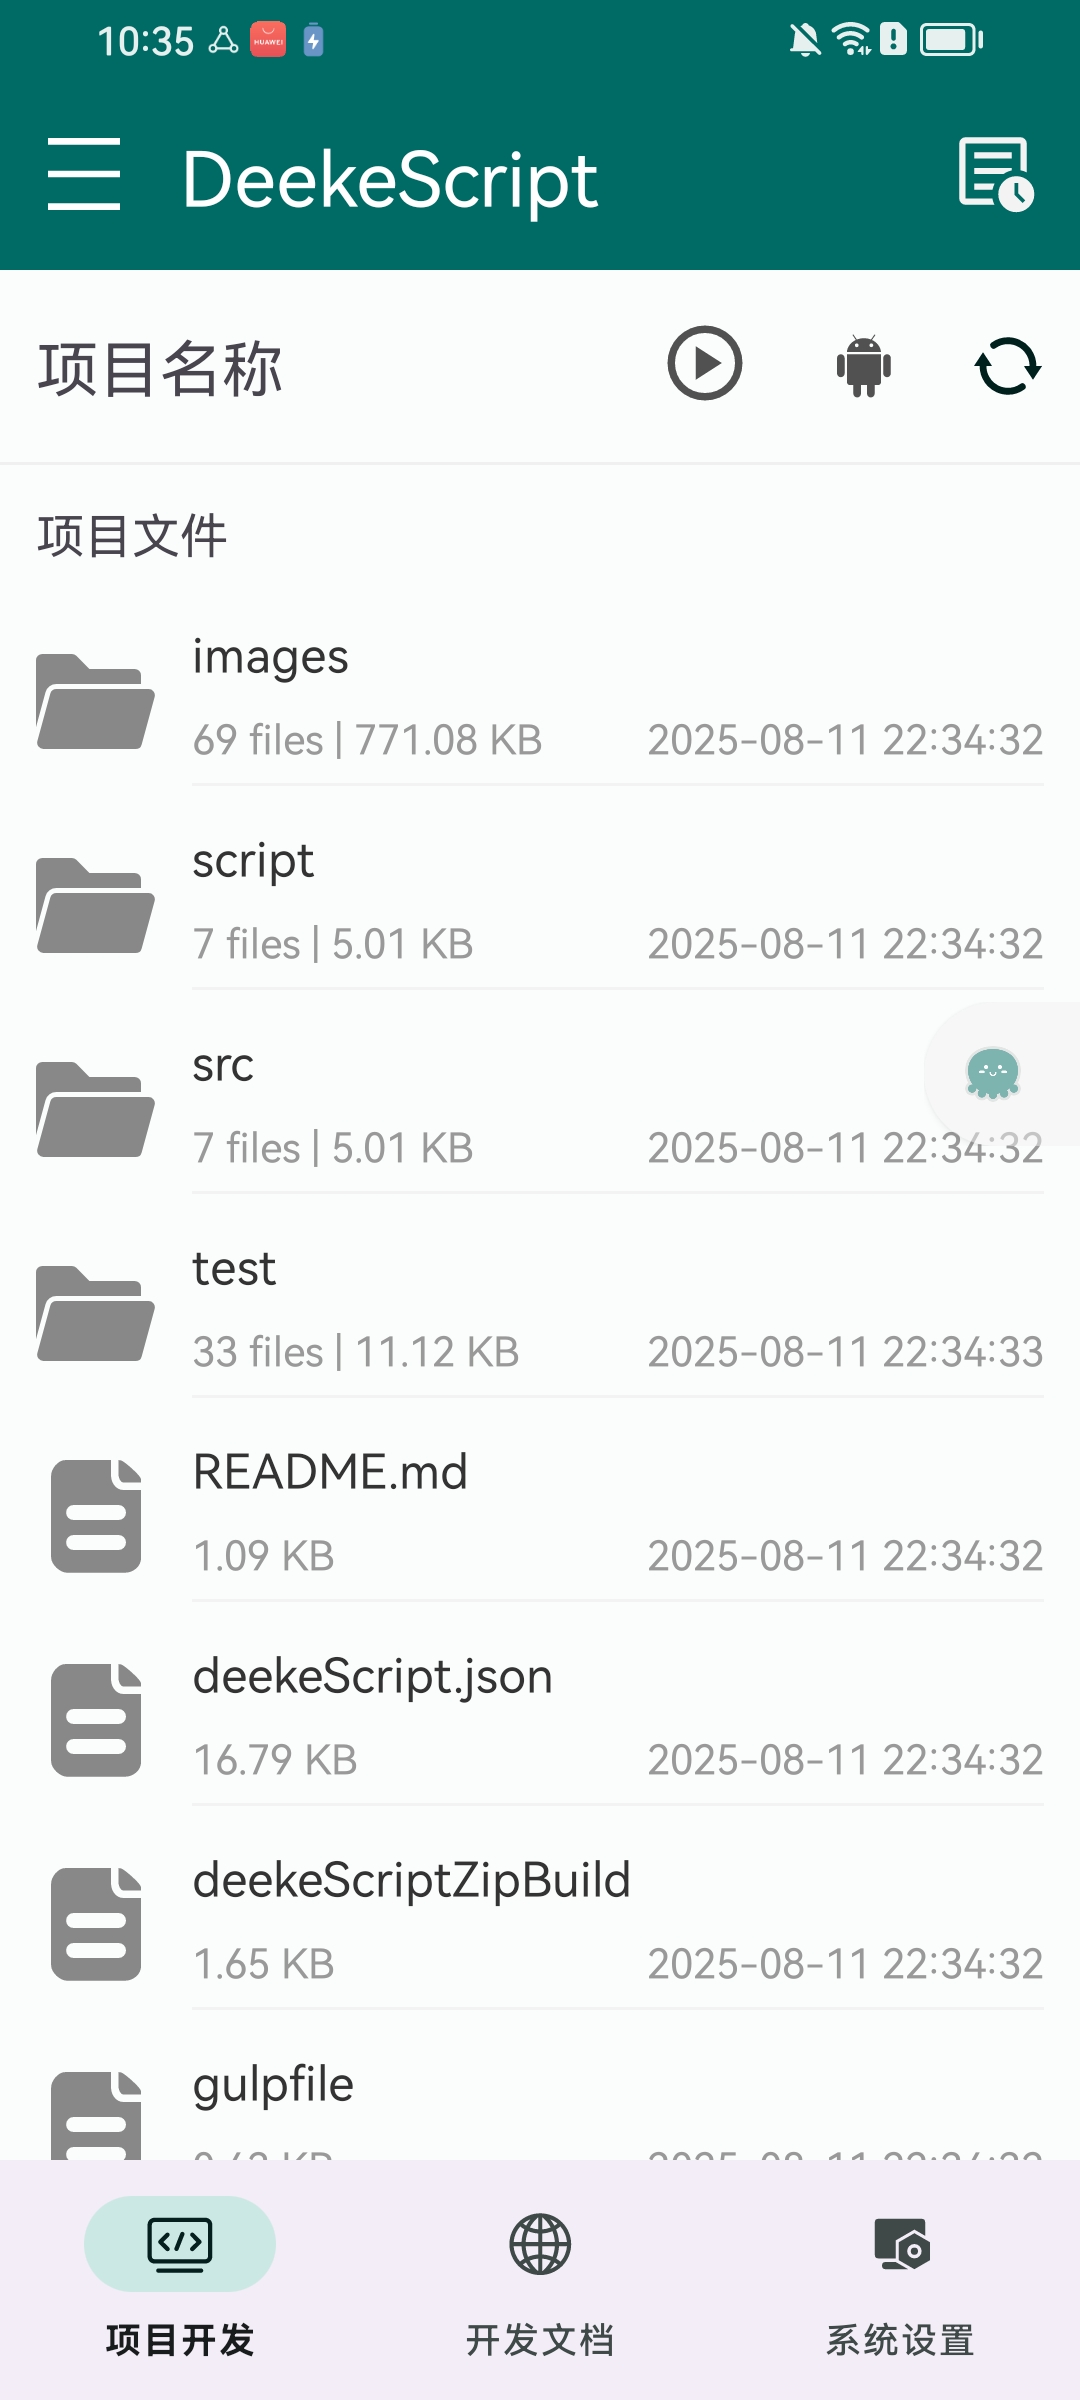 10:35
HUAWEI
DeekeScript
项目名称
项目文件
images
69 files | 771.08 KB 2025-08-11 22:34:32
script
7 files | 5.01 KB 2025-08-11 22:34:32
src
7 files | 5.01 KB 2025-08-11 22:34:32
test
33 files | 11.12 KB 2025-08-11 22:34:33
README.md
1.09 KB 2025-08-11 22:34:32
deekeScript.json
16.79 KB 2025-08-11 22:34:32
deekeScriptZipBuild
1.65 KB 2025-08-11 22:34:32
gulpfile
项目开发 开发文档 系统设置